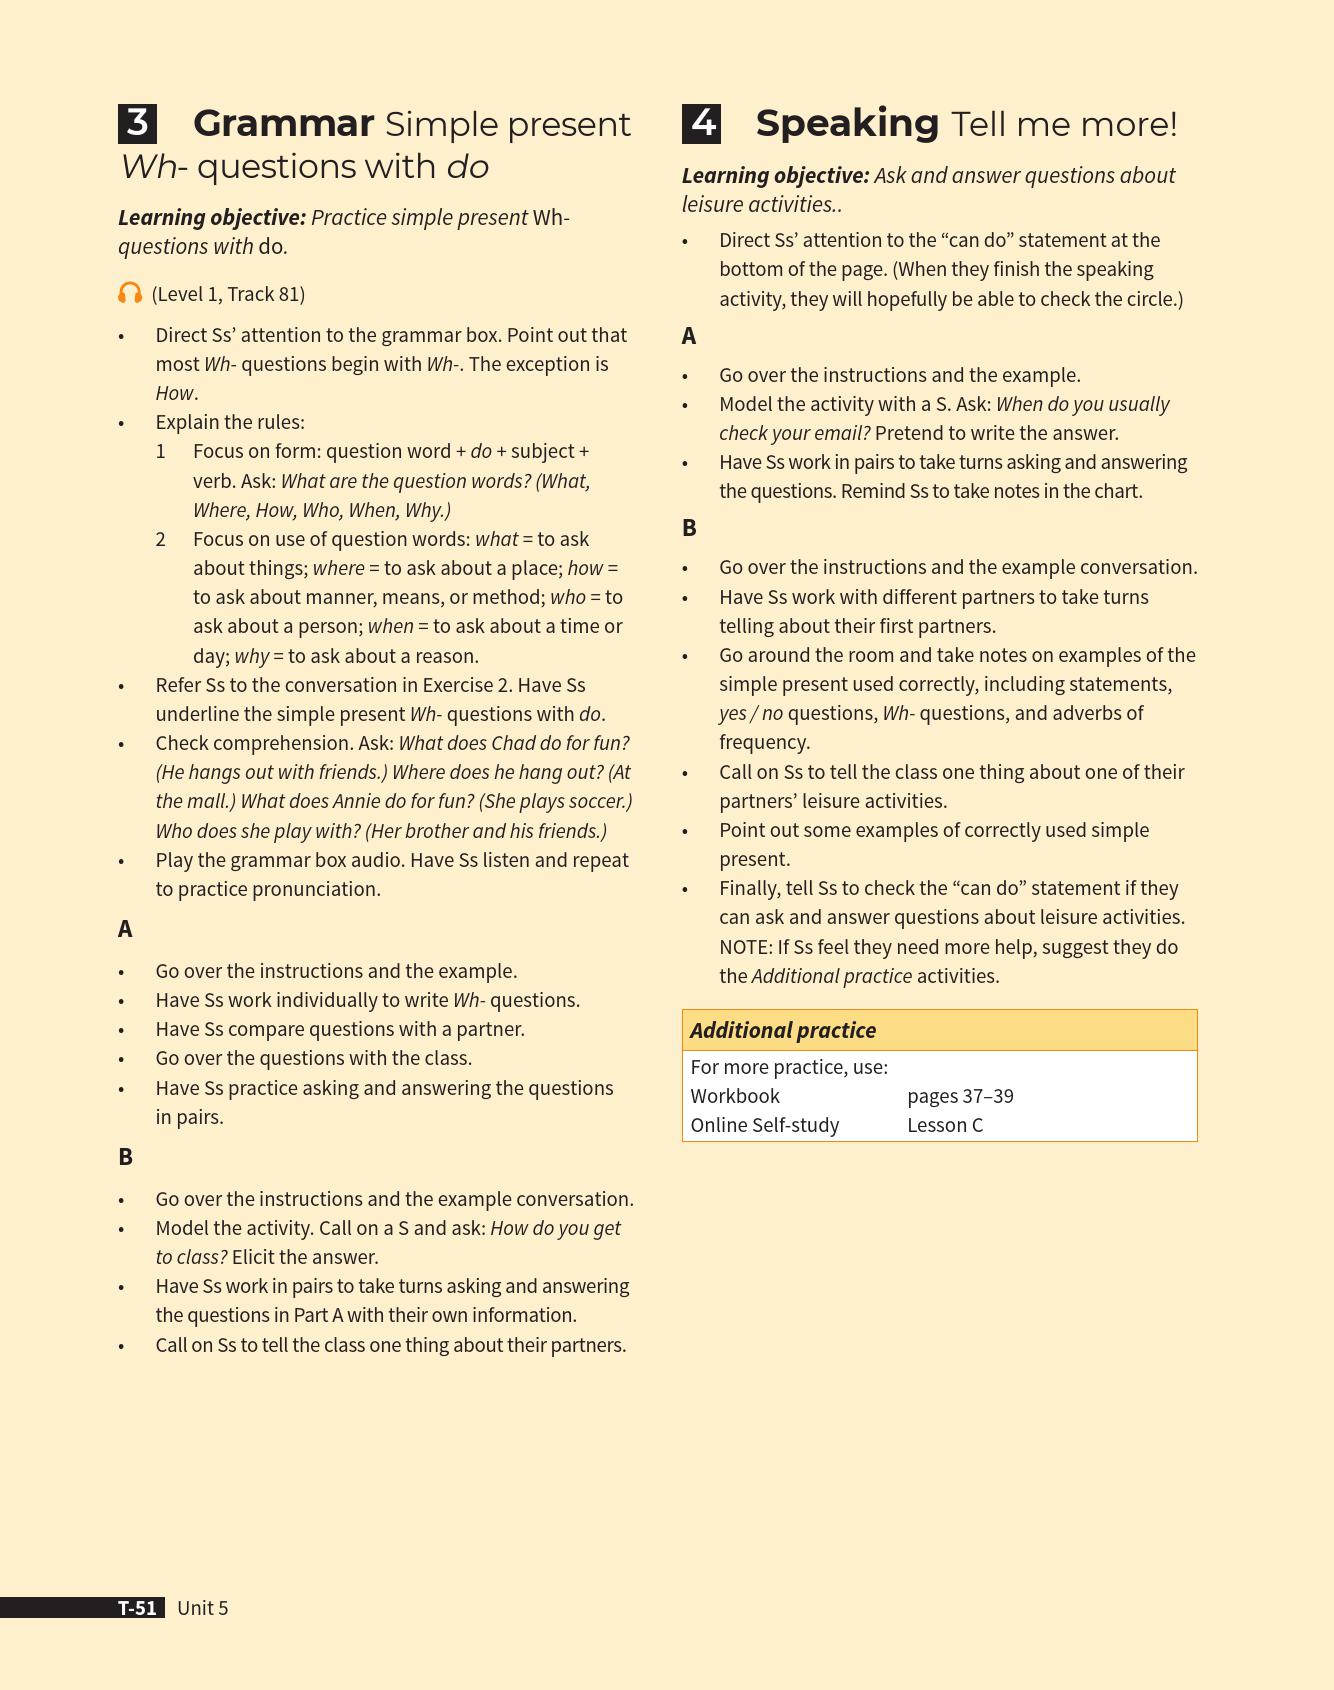 3 Grammar Simple present
Wh- questions with do
Learning objective: Practice simple present Wh-
questions with do.
(Level 1, Track 81)
• Direct Ss’ attention to the grammar box. Point out that
most Wh- questions begin with Wh-. The exception is
How.
• Explain the rules:
1 Focus on form: question word + do + subject +
verb. Ask: What are the question words? (What,
Where, How, Who, When, Why.)
2 Focus on use of question words: what = to ask
about things; where = to ask about a place; how =
to ask about manner, means, or method; who = to
ask about a person; when = to ask about a time or
day; why = to ask about a reason.
• Refer Ss to the conversation in Exercise 2. Have Ss
underline the simple present Wh- questions with do.
• Check comprehension. Ask: What does Chad do for fun?
(He hangs out with friends.) Where does he hang out? (At
the mall.) What does Annie do for fun? (She plays soccer.)
Who does she play with? (Her brother and his friends.)
• Play the grammar box audio. Have Ss listen and repeat
to practice pronunciation.
A
• Go over the instructions and the example.
• Have Ss work individually to write Wh- questions.
• Have Ss compare questions with a partner.
• Go over the questions with the class.
• Have Ss practice asking and answering the questions
in pairs.
B
• Go over the instructions and the example conversation.
• Model the activity. Call on a S and ask: How do you get
to class? Elicit the answer.
• Have Ss work in pairs to take turns asking and answering
the questions in Part A with their own information.
• Call on Ss to tell the class one thing about their partners.
4 Speaking Tell me more!
Learning objective: Ask and answer questions about
leisure activities..
• Direct Ss’ attention to the “can do” statement at the
bottom of the page. (When they finish the speaking
activity, they will hopefully be able to check the circle.)
A
• Go over the instructions and the example.
• Model the activity with a S. Ask: When do you usually
check your email? Pretend to write the answer.
• Have Ss work in pairs to take turns asking and answering
the questions. Remind Ss to take notes in the chart.
B
• Go over the instructions and the example conversation.
• Have Ss work with different partners to take turns
telling about their first partners.
• Go around the room and take notes on examples of the
simple present used correctly, including statements,
yes / no questions, Wh- questions, and adverbs of
frequency.
• Call on Ss to tell the class one thing about one of their
partners’ leisure activities.
• Point out some examples of correctly used simple
present.
• Finally, tell Ss to check the “can do” statement if they
can ask and answer questions about leisure activities.
NOTE: If Ss feel they need more help, suggest they do
the Additional practice activities.
Additional practice
For more practice, use:
Workbook pages 37–39
Online Self-study Lesson C
T-51 Unit 5